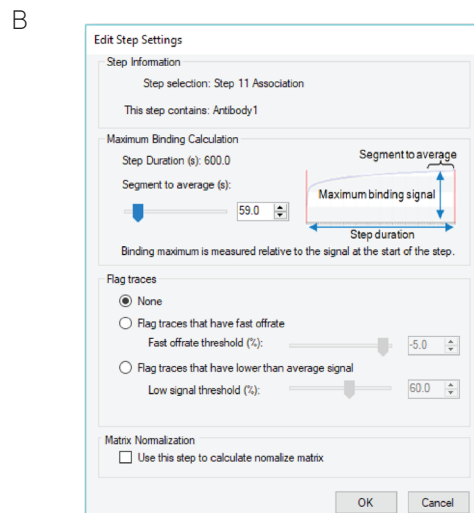 B
Edit Step Settings
Step Information
Step selection: Step 11 Association
This step contains: Antibody1
Maximum Binding Calculation
Step Duration (s): 600.0
Segment to average
Segment to average (s):
59.0
Maximum binding signal
Step duration
Binding maximum is measured relative to the signal at the start of the step.
Flag traces
None
Flag traces that have fast offrate
Fast offrate threshold (%):
-5.0
Flag traces that have lower than average signal
Low signal threshold (%):
60.0
Matrix Normalization
Use this step to calculate nomalize matrix
OK Cancel